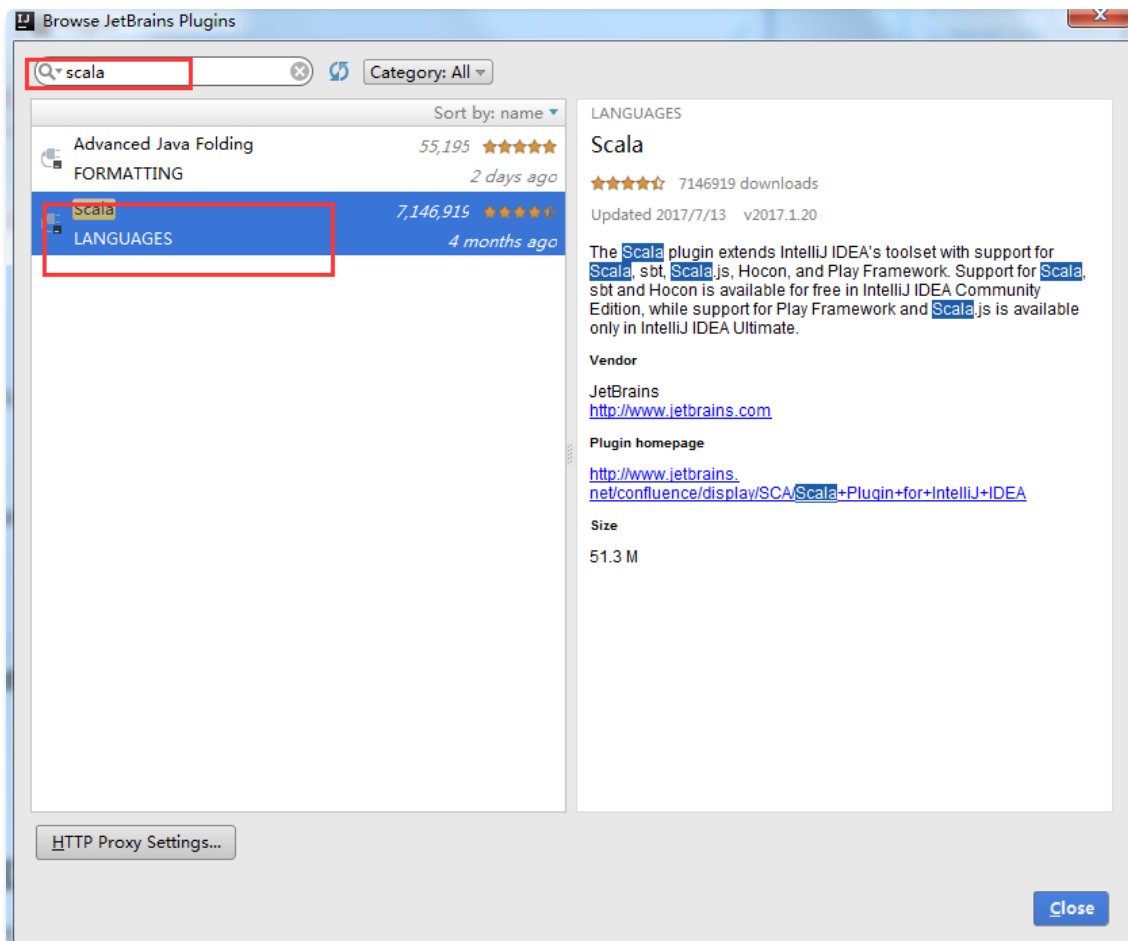 Browse JetBrains Plugins
scala
Category: All
Sort by: name
Advanced Java Folding
55,195
FORMATTING
2 days ago
Scala
7,146,919
LANGUAGES
4 months ago
LANGUAGES
Scala
7146919 downloads
Updated 2017/7/13 v2017.1.20
The Scala plugin extends IntelliJ IDEA's toolset with support for
Scala, sbt, Scala.js, Hocon, and Play Framework. Support for Scala,
sbt and Hocon is available for free in IntelliJ IDEA Community
Edition, while support for Play Framework and Scala.js is available
only in IntelliJ IDEA Ultimate.
Vendor
JetBrains
http://www.jetbrains.com
Plugin homepage
http://www.jetbrains.
net/confluence/display/SCA/Scala+Plugin+for+IntelliJ+IDEA
Size
51.3 M
HTTP Proxy Settings...
Close